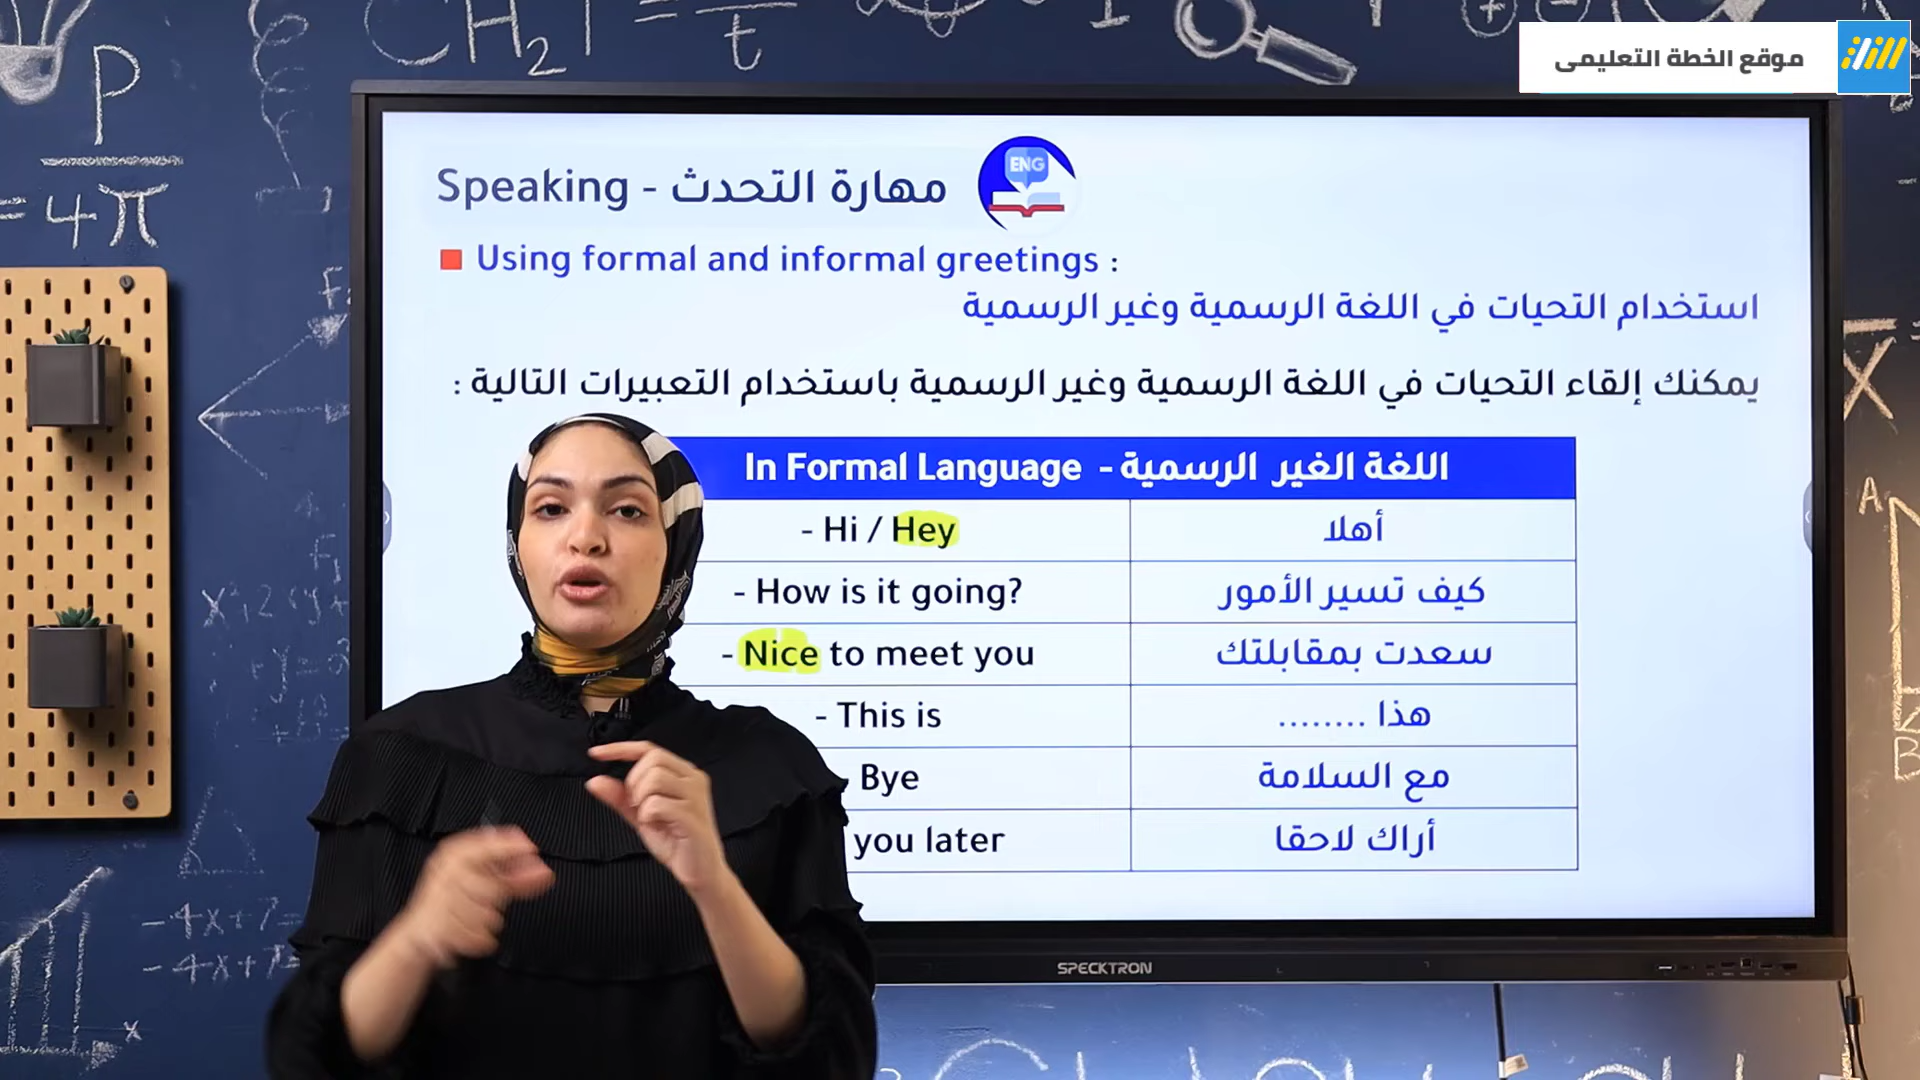 موقع الخطة التعليمى
Speaking - مهارة التحدث
ENG
Using formal and informal greetings :
استخدام التحيات في اللغة الرسمية وغير الرسمية
يمكنك إلقاء التحيات في اللغة الرسمية وغير الرسمية باستخدام التعبيرات التالية :
In Formal Language - اللغة الغير الرسمية
- Hi / Hey أهلا
- How is it going? كيف تسير الأمور
- Nice to meet you سعدت بمقابلتك
- This is هذا ........
Bye مع السلامة
you later أراك لاحقا
SPECKTRON
P
= 4π
-4x+7=